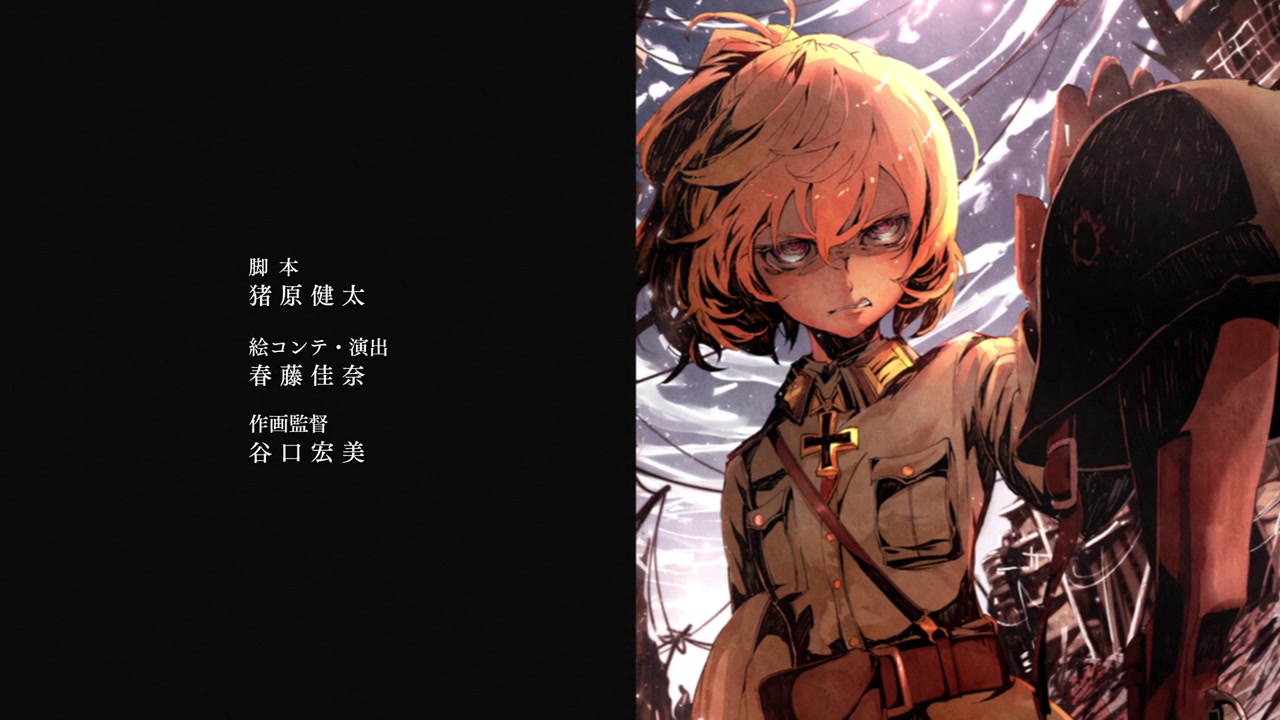 脚本
猪原健太
絵コンテ・演出
春藤佳奈
作画監督
谷口宏美